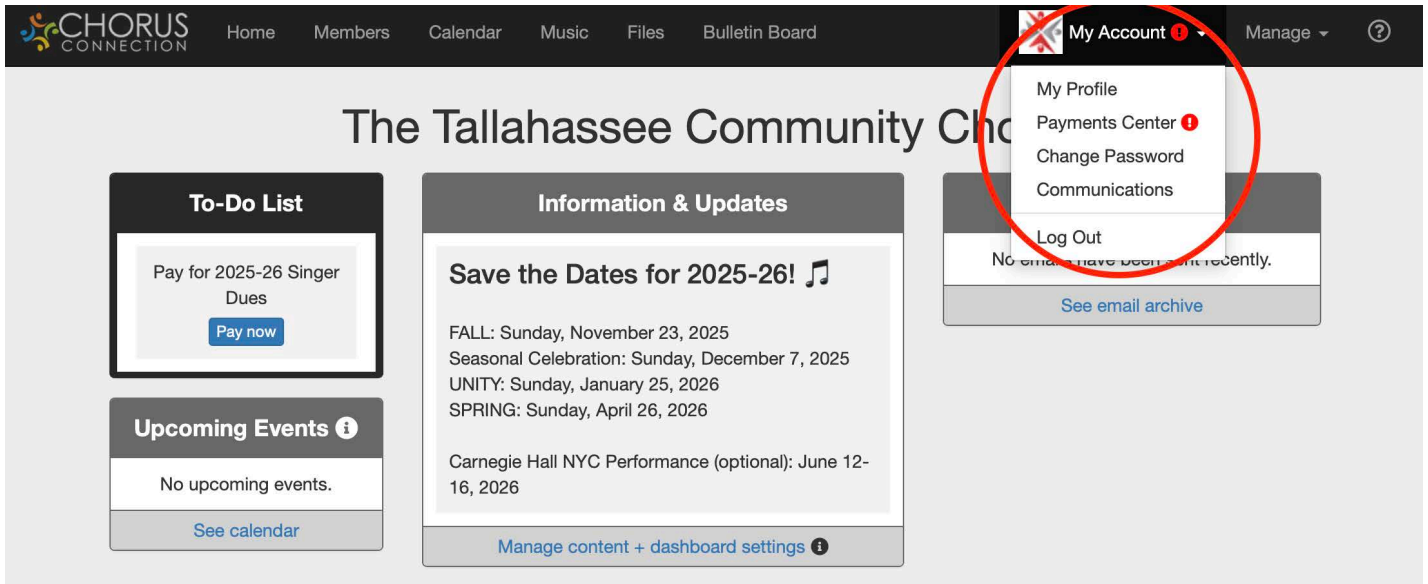 CHORUS
CONNECTION
Home
Members
Calendar
Music
Files
Bulletin Board
My Account
Manage
?
My Profile
Payments Center
Change Password
Communications
Log Out
The Tallahassee Community
To-Do List
Pay for 2025-26 Singer
Dues
Pay now
Upcoming Events
No upcoming events.
See calendar
Information & Updates
Save the Dates for 2025-26! 🎵
FALL: Sunday, November 23, 2025
Seasonal Celebration: Sunday, December 7, 2025
UNITY: Sunday, January 25, 2026
SPRING: Sunday, April 26, 2026
Carnegie Hall NYC Performance (optional): June 12-
16, 2026
Manage content + dashboard settings
No emails have been sent recently.
See email archive